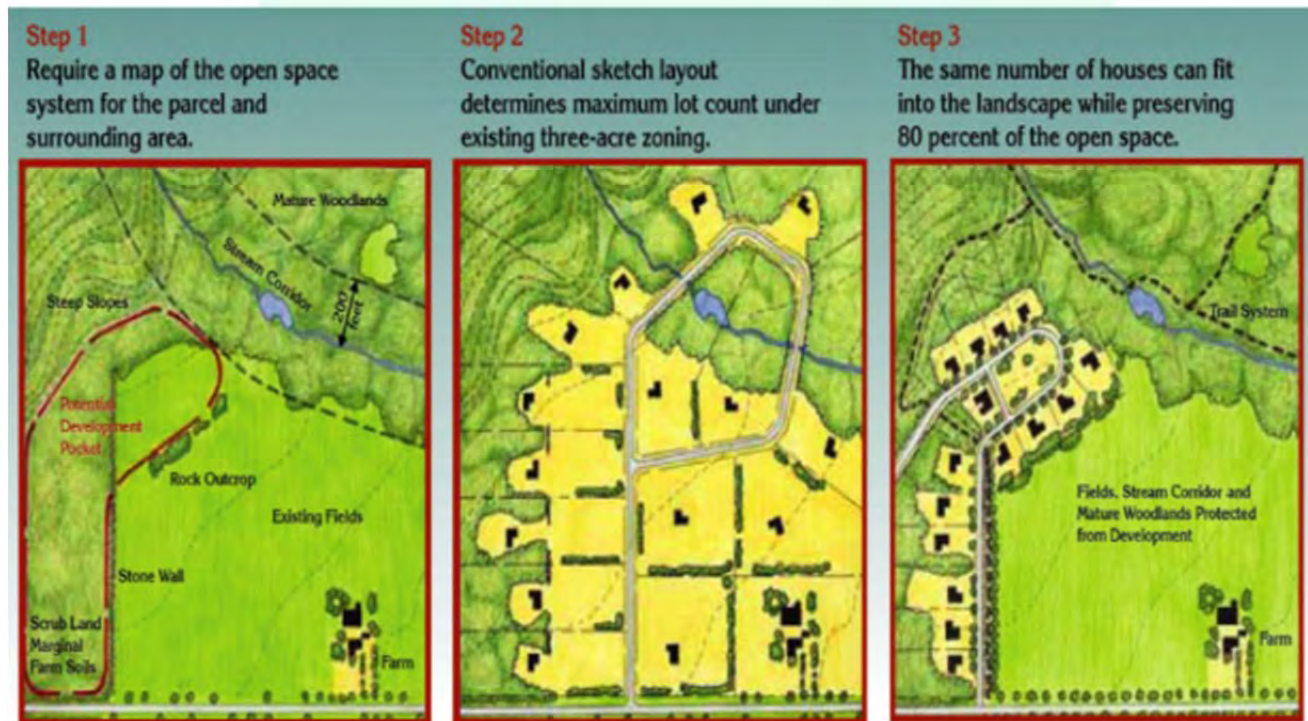 Step 1
Require a map of the open space
system for the parcel and
surrounding area.
Mature Woodlands
Stream Corridor
200
feet
Steep Slopes
Potential
Development
Pocket
Rock Outcrop
Existing Fields
Stone Wall
Scrub Land
Marginal
Farm Soils
Farm
Step 2
Conventional sketch layout
determines maximum lot count under
existing three-acre zoning.
Step 3
The same number of houses can fit
into the landscape while preserving
80 percent of the open space.
Trail System
Fields, Stream Corridor and
Mature Woodlands Protected
from Development
Farm